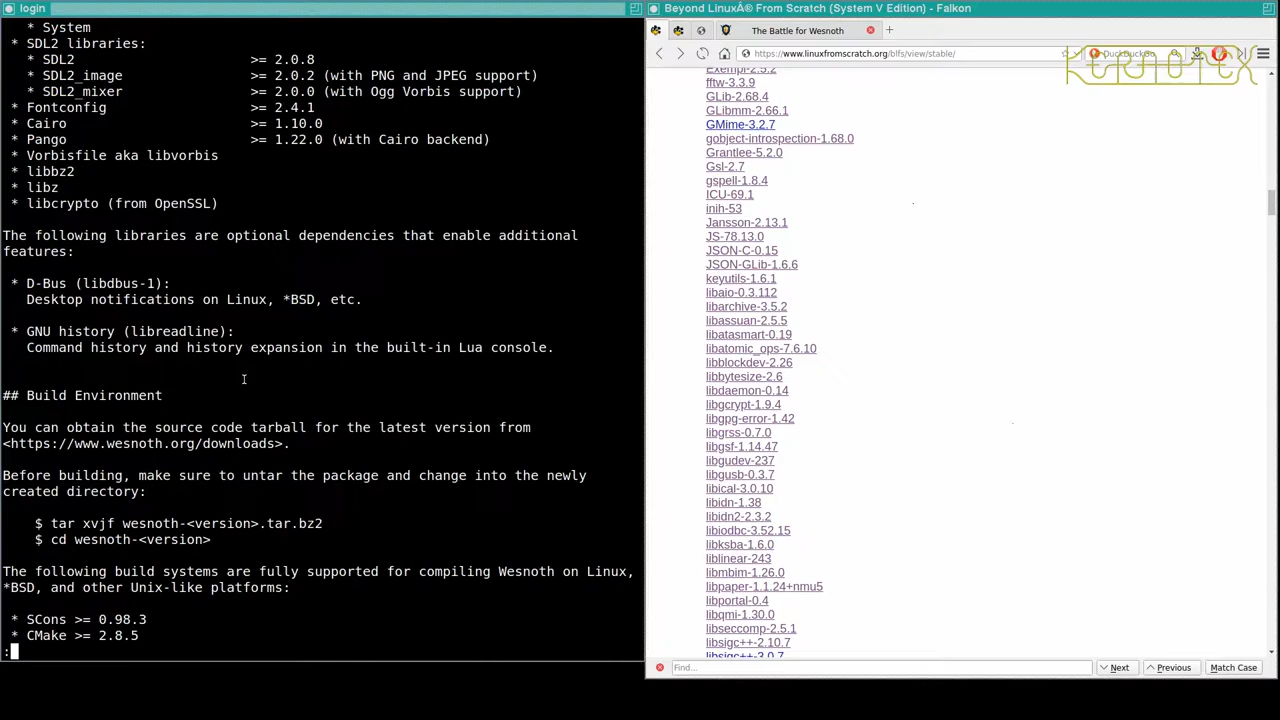 login
* System
* SDL2 libraries:
* SDL2 >= 2.0.8
* SDL2_image >= 2.0.2 (with PNG and JPEG support)
* SDL2_mixer >= 2.0.0 (with Ogg Vorbis support)
* Fontconfig >= 2.4.1
* Cairo >= 1.10.0
* Pango >= 1.22.0 (with Cairo backend)
* Vorbisfile aka libvorbis
* libbz2
* libz
* libcrypto (from OpenSSL)
The following libraries are optional dependencies that enable additional
features:
* D-Bus (libdbus-1):
Desktop notifications on Linux, *BSD, etc.
* GNU history (libreadline):
Command history and history expansion in the built-in Lua console.
## Build Environment
You can obtain the source code tarball for the latest version from
<https://www.wesnoth.org/downloads>.
Before building, make sure to untar the package and change into the newly
created directory:
$ tar xvjf wesnoth-<version>.tar.bz2
$ cd wesnoth-<version>
The following build systems are fully supported for compiling Wesnoth on Linux,
*BSD, and other Unix-like platforms:
* SCons >= 0.98.3
* CMake >= 2.8.5
:
Beyond Linux® From Scratch (System V Edition) - Falkon
The Battle for Wesnoth
https://www.linuxfromscratch.org/blfs/view/stable/
DuckDuckGo
Exempi-2.5.2
fftw-3.3.9
GLib-2.68.4
GLibmm-2.66.1
GMime-3.2.7
gobject-introspection-1.68.0
Grantlee-5.2.0
Gsl-2.7
gspell-1.8.4
ICU-69.1
inih-53
Jansson-2.13.1
JS-78.13.0
JSON-C-0.15
JSON-GLib-1.6.6
keyutils-1.6.1
libaio-0.3.112
libarchive-3.5.2
libassuan-2.5.5
libatasmart-0.19
libatomic_ops-7.6.10
libblockdev-2.26
libbytesize-2.6
libdaemon-0.14
libgcrypt-1.9.4
libgpg-error-1.42
libgrss-0.7.0
libgsf-1.14.47
libgudev-237
libgusb-0.3.7
libical-3.0.10
libidn-1.38
libidn2-2.3.2
libiodbc-3.52.15
libksba-1.6.0
liblinear-243
libmbim-1.26.0
libpaper-1.1.24+nmu5
libportal-0.4
libqmi-1.30.0
libseccomp-2.5.1
libsigc++-2.10.7
libsigc++-3.0.7
Find...
Next
Previous
Match Case